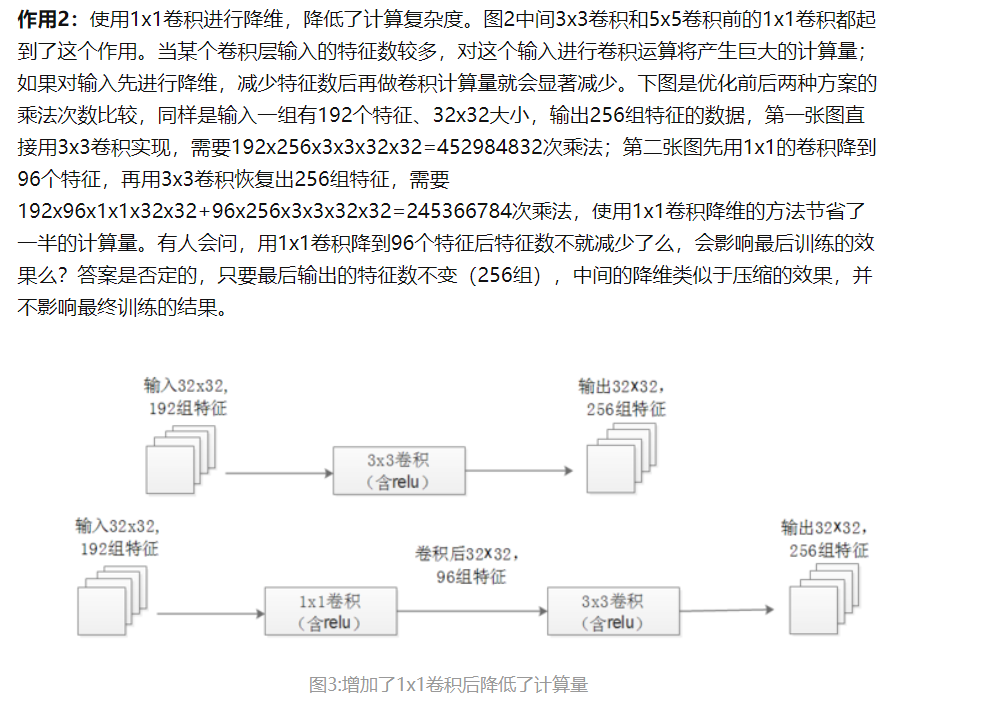 作用2：使用1x1卷积进行降维，降低了计算复杂度。图2中间3x3卷积和5x5卷积前的1x1卷积都起
到了这个作用。当某个卷积层输入的特征数较多，对这个输入进行卷积运算将产生巨大的计算量；
如果对输入先进行降维，减少特征数后再做卷积计算量就会显著减少。下图是优化前后两种方案的
乘法次数比较，同样是输入一组有192个特征、32x32大小，输出256组特征的数据，第一张图直
接用3x3卷积实现，需要192x256x3x3x32x32=452984832次乘法；第二张图先用1x1的卷积降到
96个特征，再用3x3卷积恢复出256组特征，需要
192x96x1x1x32x32+96x256x3x3x32x32=245366784次乘法，使用1x1卷积降维的方法节省了
一半的计算量。有人会问，用1x1卷积降到96个特征后特征数不就减少了么，会影响最后训练的效
果么？答案是否定的，只要最后输出的特征数不变（256组），中间的降维类似于压缩的效果，并
不影响最终训练的结果。
输入32x32,
192组特征
3x3卷积
（含relu）
输出32X32，
256组特征
输入32x32,
192组特征
1x1卷积
（含relu）
卷积后32X32，
96组特征
3x3卷积
（含relu）
输出32X32，
256组特征
图3:增加了1x1卷积后降低了计算量